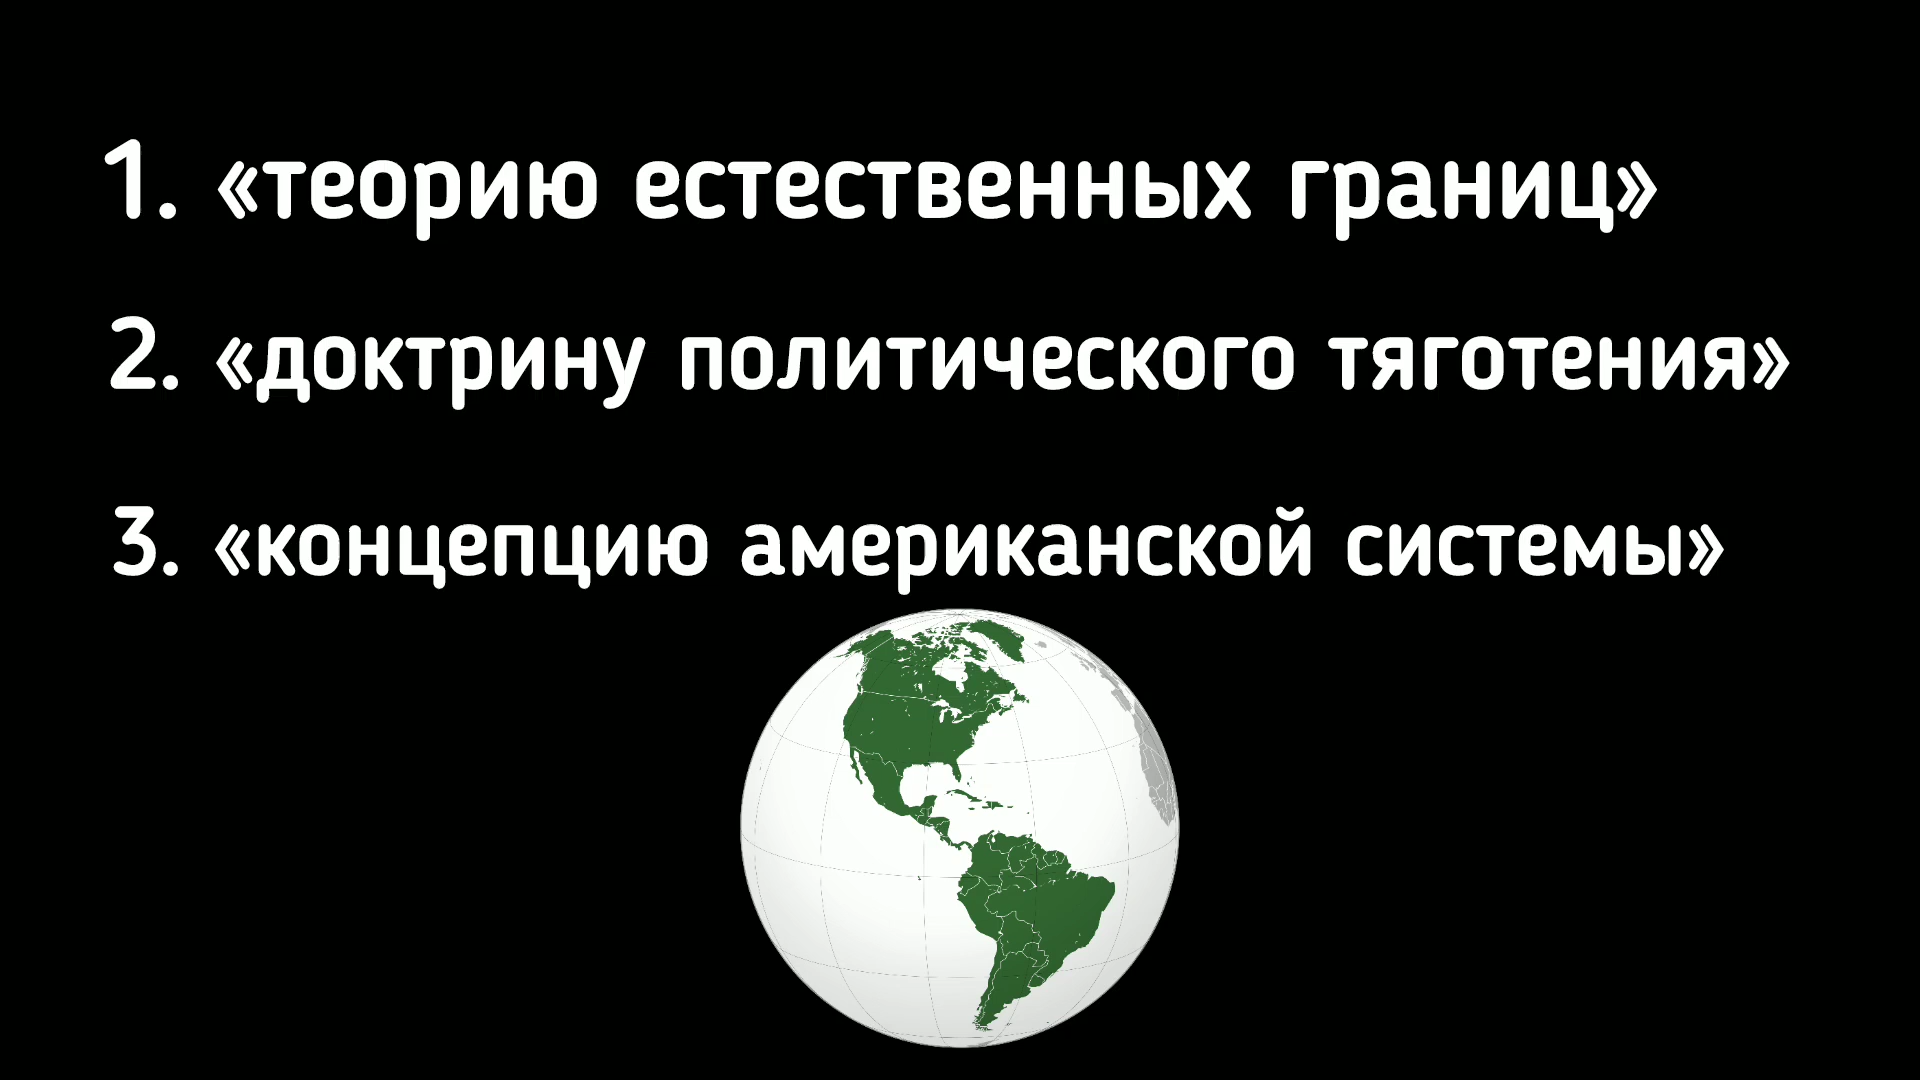 1. «теорию естественных границ»
2. «доктрину политического тяготения»
3. «концепцию американской системы»